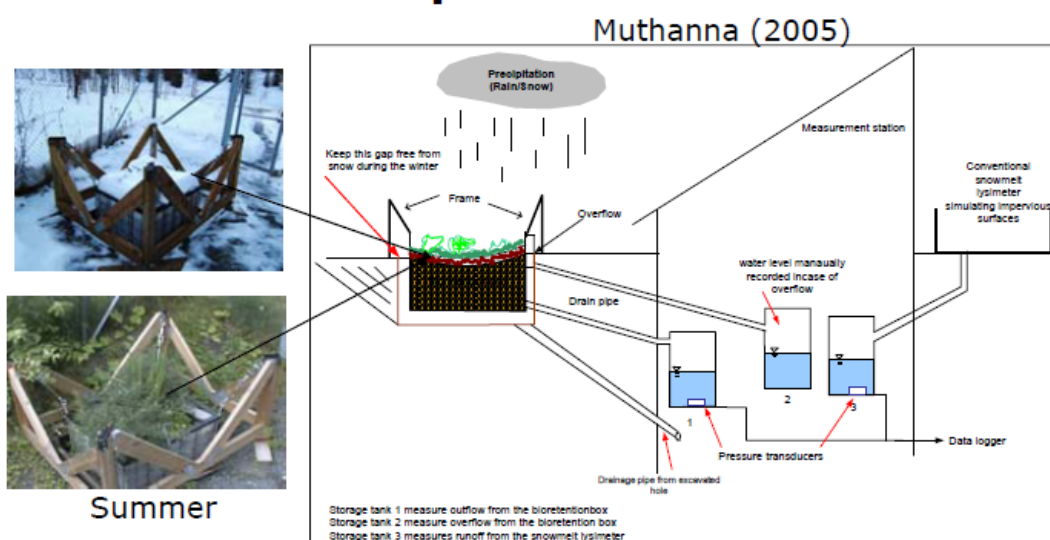 Muthanna (2005)
Precipitation
(Rain/Snow)
Measurement station
Keep this gap free from
snow during the winter
Conventional
snowmelt
lysimeter
simulating impervious
surfaces
Frame
Overflow
water level manaually
recorded incase of
overflow
Drain pipe
1
2
3
Data logger
Pressure transducers
Drainage pipe from excavated
hole
Summer
Storage tank 1 measure outflow from the bioretentionbox
Storage tank 2 measure overflow from the bioretention box
Storage tank 3 measures runoff from the snowmelt lysimeter